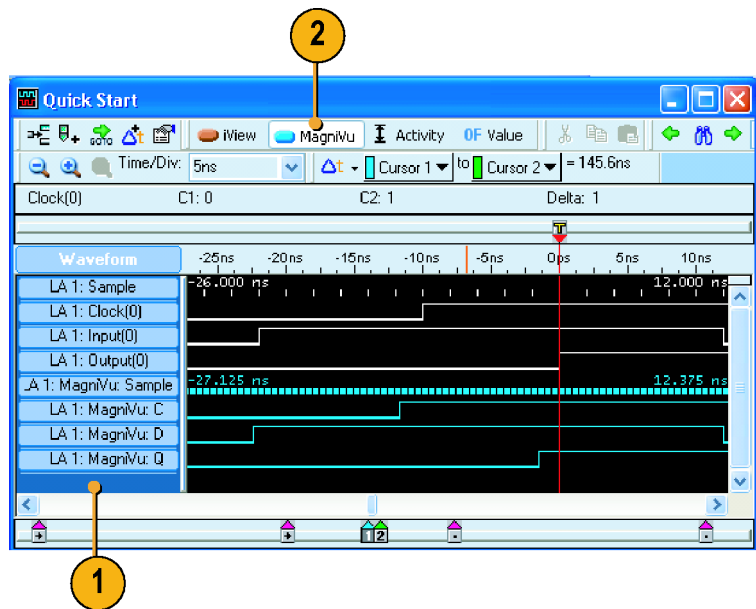 2
Quick Start
GOTO Δt iView MagniVu Activity 0F Value
Time/Div: 5ns Δt Cursor 1 to Cursor 2 = 145.6ns
Clock(0) C1: 0 C2: 1 Delta: 1
T
Waveform -25ns -20ns -15ns -10ns -5ns 0ps 5ns 10ns
LA 1: Sample -26.000 ns 12.000 ns
LA 1: Clock(0)
LA 1: Input(0)
LA 1: Output(0)
LA 1: MagniVu: Sample -27.125 ns 12.375 ns
LA 1: MagniVu: C
LA 1: MagniVu: D
LA 1: MagniVu: Q
1 2
1